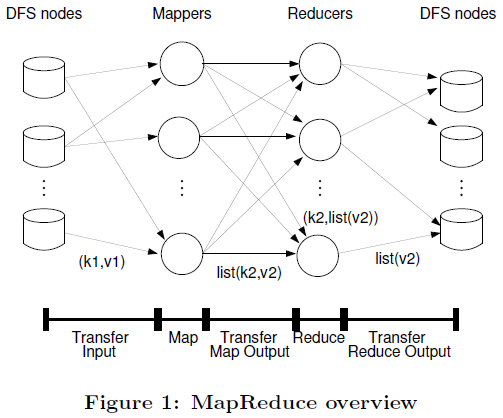 DFS nodes
Mappers
Reducers
DFS nodes
(k1,v1)
list(k2,v2)
(k2,list(v2))
list(v2)
Transfer
Input
Map
Transfer
Map Output
Reduce
Transfer
Reduce Output
Figure 1: MapReduce overview